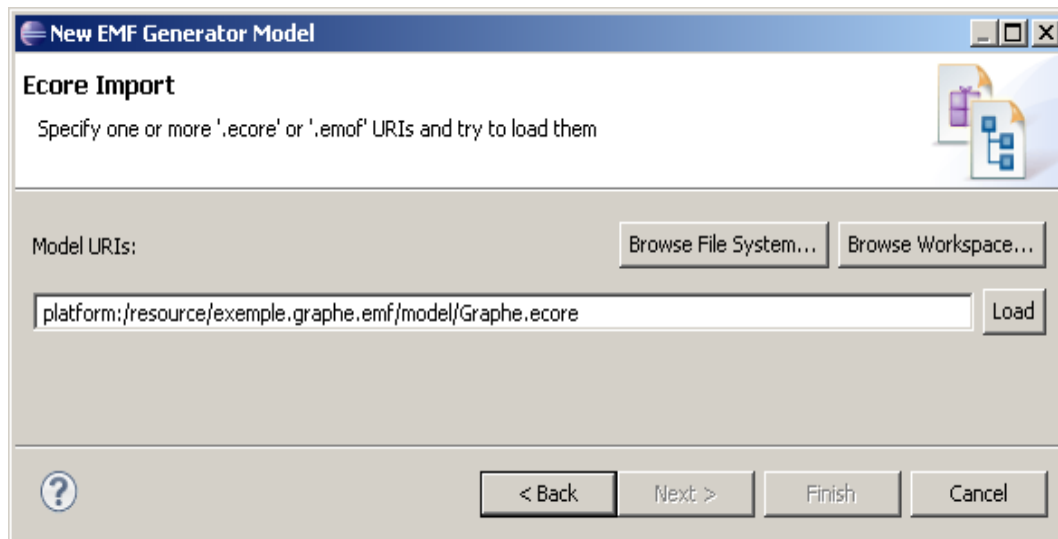 New EMF Generator Model
Ecore Import
Specify one or more '.ecore' or '.emof' URIs and try to load them
Model URIs: Browse File System... Browse Workspace...
platform:/resource/exemple.graphe.emf/model/Graphe.ecore Load
? < Back Next > Finish Cancel